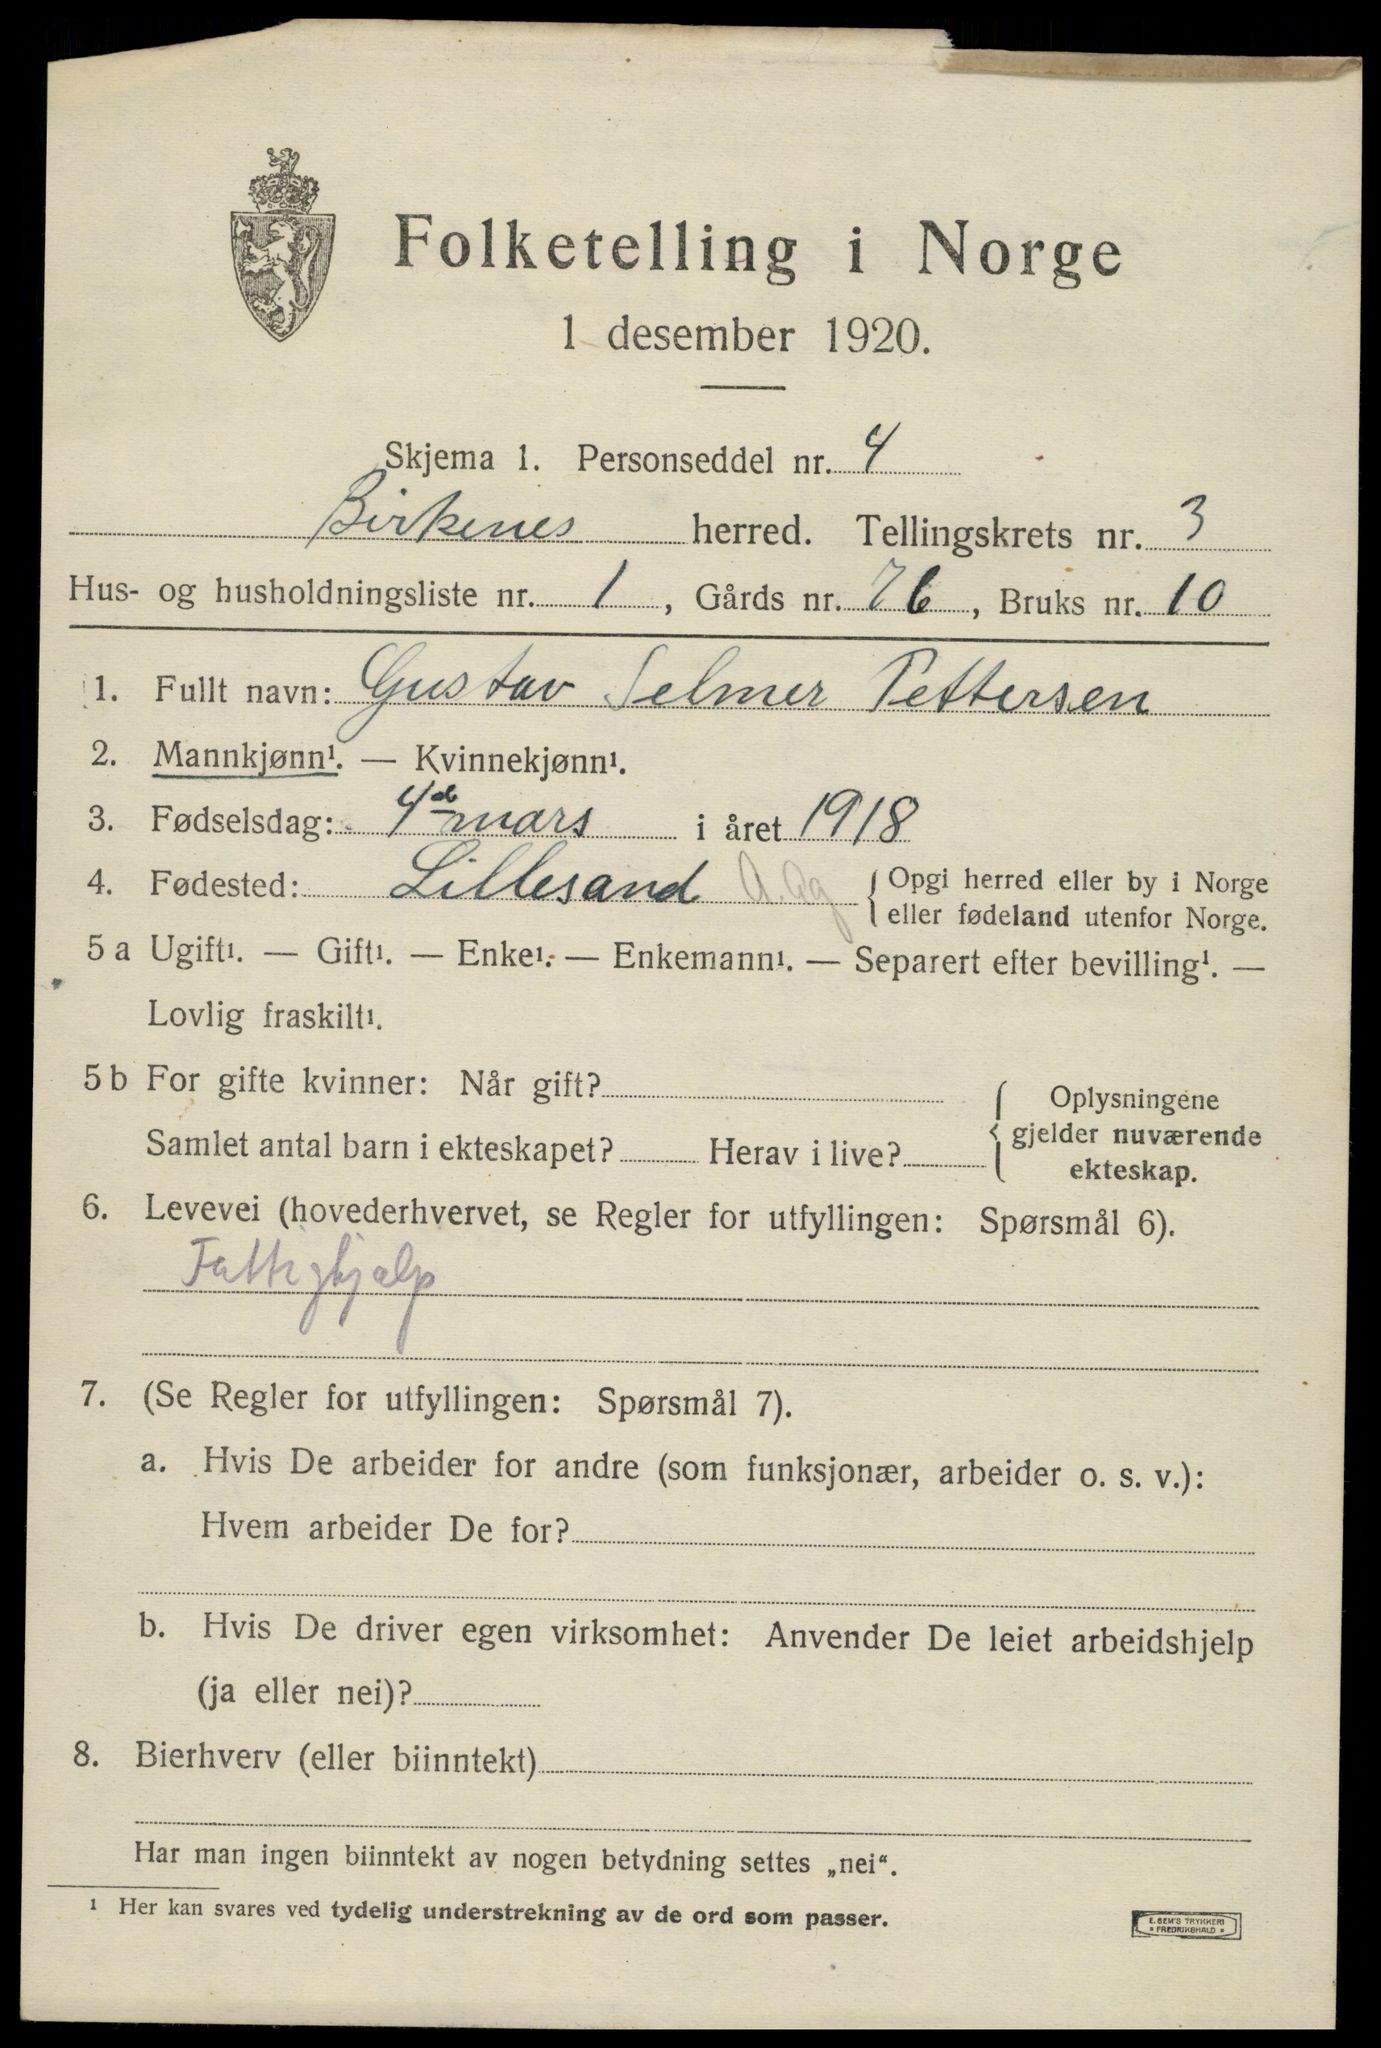 Folketelling i Norge
1 desember 1920.
Skjema 1. Personseddel nr. 4
Birkenes herred. Tellingskrets nr. 3
Hus- og husholdningsliste nr. 1, Gårds nr. 76, Bruks nr. 10
1. Fullt navn: Gustav Selmer Pettersen
2. Mannkjønn¹. — Kvinnekjønn¹.
3. Fødselsdag: 4de mars i året 1918
4. Fødested: Lillesand A.Ag { Opgi herred eller by i Norge
eller fødeland utenfor Norge.
5 a Ugift¹. — Gift¹. — Enke¹. — Enkemann¹. — Separert efter bevilling¹. —
Lovlig fraskilt¹.
5 b For gifte kvinner: Når gift?
Samlet antal barn i ekteskapet? Herav i live?
{ Oplysningene
gjelder nuværende
ekteskap.
6. Levevei (hovederhvervet, se Regler for utfyllingen: Spørsmål 6).
Fattighjælp
7. (Se Regler for utfyllingen: Spørsmål 7).
a. Hvis De arbeider for andre (som funksjonær, arbeider o. s. v.):
Hvem arbeider De for?
b. Hvis De driver egen virksomhet: Anvender De leiet arbeidshjelp
(ja eller nei)?
8. Bierhverv (eller biinntekt)
Har man ingen biinntekt av nogen betydning settes „nei“.
¹ Her kan svares ved tydelig understrekning av de ord som passer.
E. SEM'S TRYKKERI
* FREDRIKSHALD *